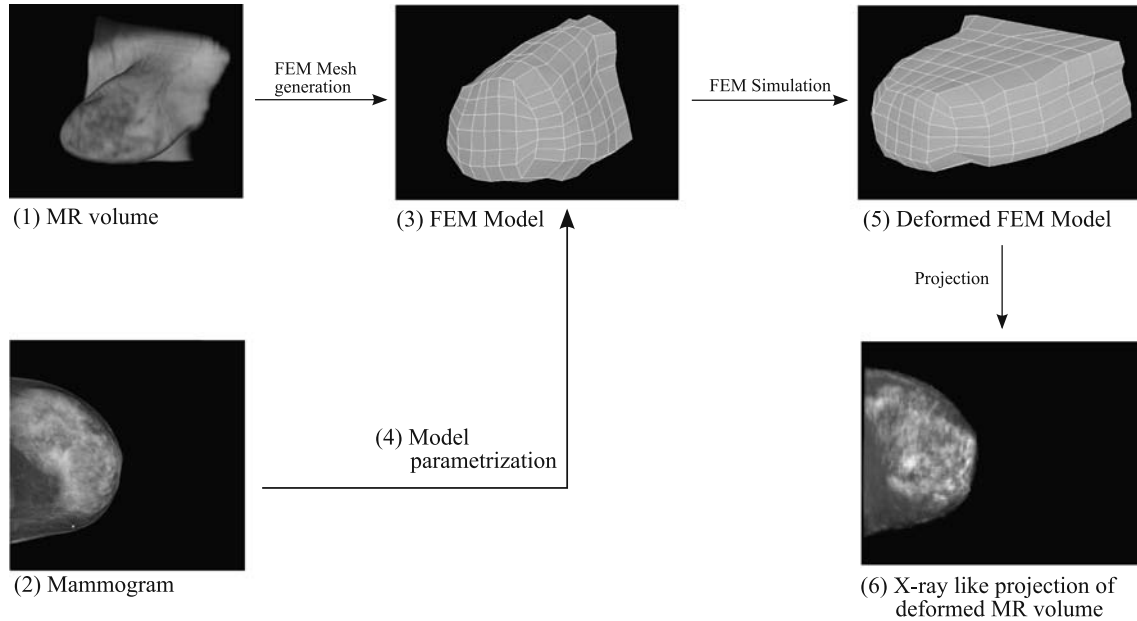 FEM Mesh
generation
FEM Simulation
(1) MR volume
(3) FEM Model
(5) Deformed FEM Model
Projection
(4) Model
parametrization
(2) Mammogram
(6) X-ray like projection of
deformed MR volume